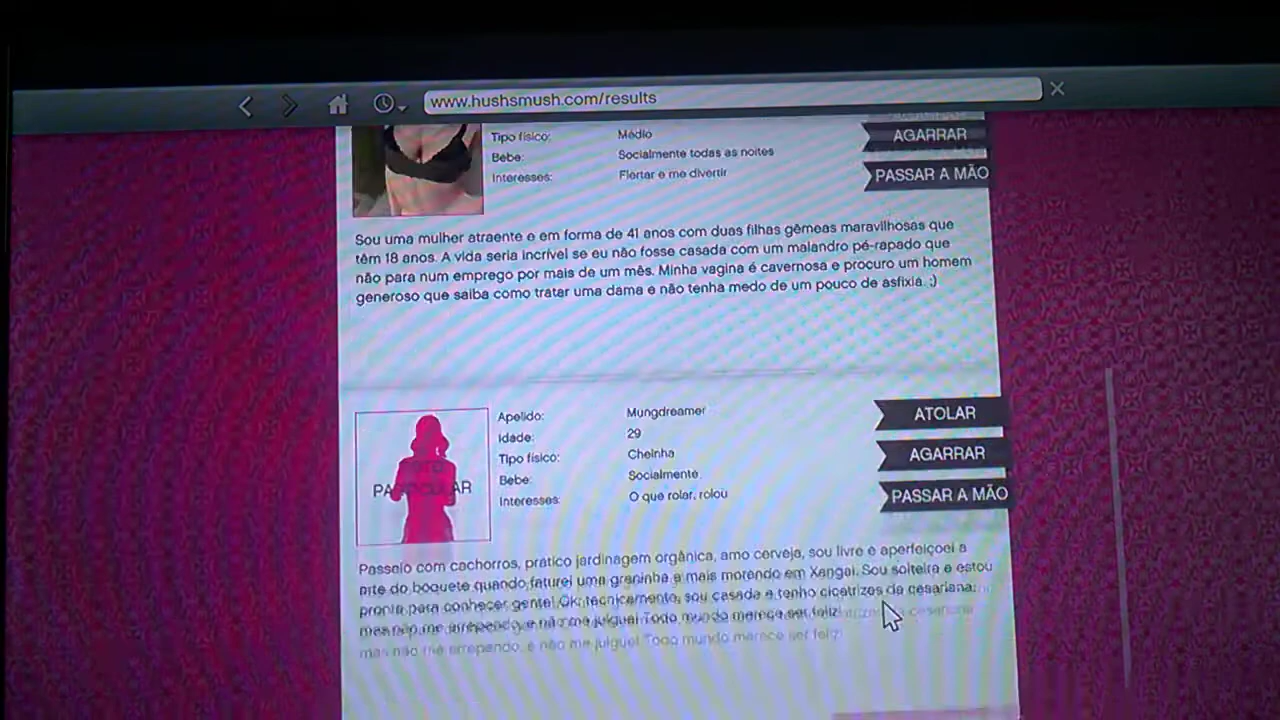 www.hushsmush.com/results
Tipo físico: Médio
AGARRAR
Bebe: Socialmente todas as noites
Interesses: Flertar e me divertir
PASSAR A MÃO
Sou uma mulher atraente e em forma de 41 anos com duas filhas gêmeas maravilhosas que
têm 18 anos. A vida seria incrível se eu não fosse casada com um malandro pé-rapado que
não para num emprego por mais de um mês. Minha vagina é cavernosa e procuro um homem
generoso que saiba como tratar uma dama e não tenha medo de um pouco de asfixia. ;)
Apelido: Mungdreamer
ATOLAR
Idade: 29
Tipo físico: Cheinha
AGARRAR
Bebe: Socialmente.
Interesses: O que rolar, rolou
PASSAR A MÃO
FOTO
PARTICULAR
Passeio com cachorros, pratico jardinagem orgânica, amo cerveja, sou livre e aperfeiçoei a
arte do boquete quando faturei uma graninha a mais morando em Xangai. Sou solteira e estou
pronta para conhecer gente! Ok, tecnicamente, sou casada e tenho cicatrizes da cesariana,
mas não me arrependo, e não me julgue! Todo mundo merece ser feliz!